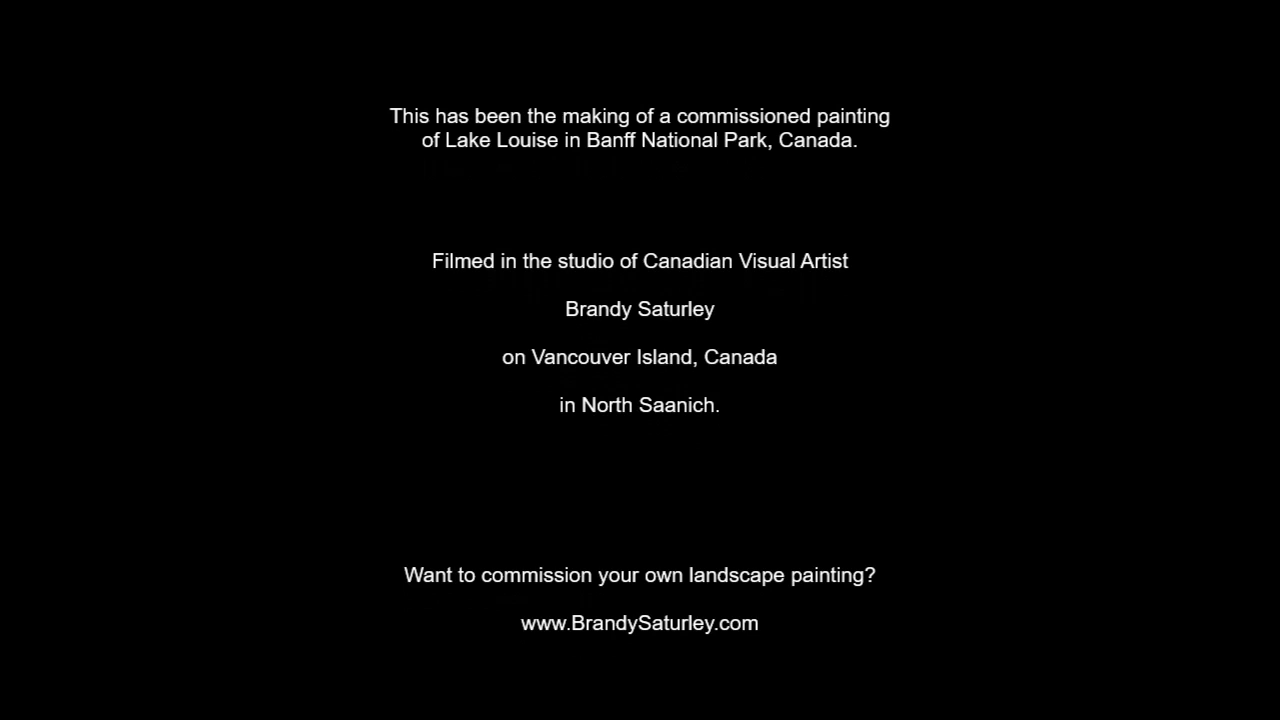 This has been the making of a commissioned painting
of Lake Louise in Banff National Park, Canada.
Filmed in the studio of Canadian Visual Artist
Brandy Saturley
on Vancouver Island, Canada
in North Saanich.
Want to commission your own landscape painting?
www.BrandySaturley.com